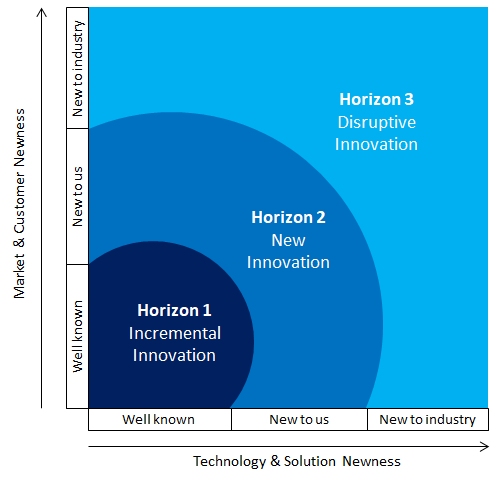 Market & Customer Newness
New to industry
New to us
Well known
Horizon 3
Disruptive
Innovation
Horizon 2
New
Innovation
Horizon 1
Incremental
Innovation
Well known
New to us
New to industry
Technology & Solution Newness